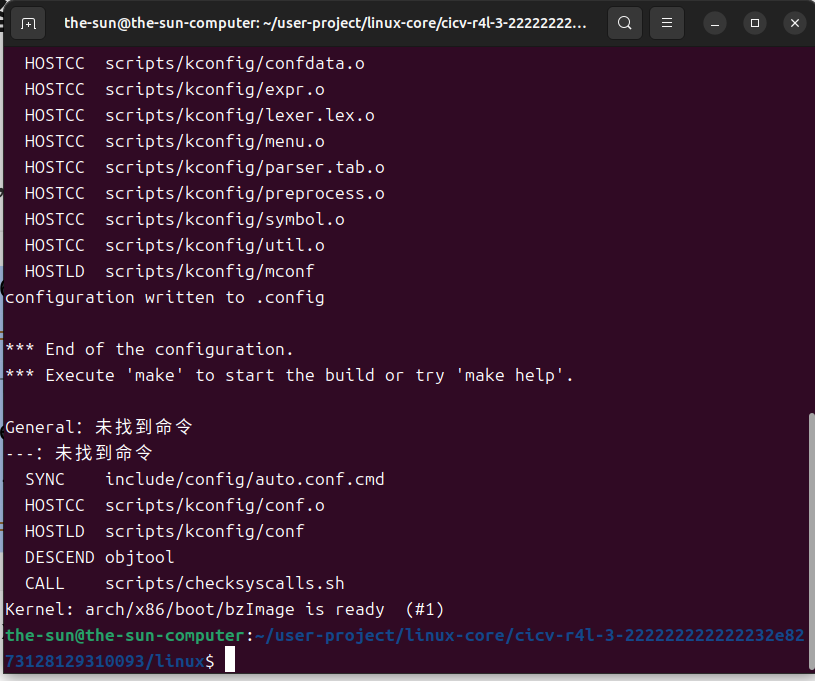 the-sun@the-sun-computer: ~/user-project/linux-core/cicv-r4l-3-22222222...
HOSTCC scripts/kconfig/confdata.o
HOSTCC scripts/kconfig/expr.o
HOSTCC scripts/kconfig/lexer.lex.o
HOSTCC scripts/kconfig/menu.o
HOSTCC scripts/kconfig/parser.tab.o
HOSTCC scripts/kconfig/preprocess.o
HOSTCC scripts/kconfig/symbol.o
HOSTCC scripts/kconfig/util.o
HOSTLD scripts/kconfig/mconf
configuration written to .config
*** End of the configuration.
*** Execute 'make' to start the build or try 'make help'.
General：未找到命令
---：未找到命令
SYNC include/config/auto.conf.cmd
HOSTCC scripts/kconfig/conf.o
HOSTLD scripts/kconfig/conf
DESCEND objtool
CALL scripts/checksyscalls.sh
Kernel: arch/x86/boot/bzImage is ready (#1)
the-sun@the-sun-computer:~/user-project/linux-core/cicv-r4l-3-222222222222232e82
73128129310093/linux$